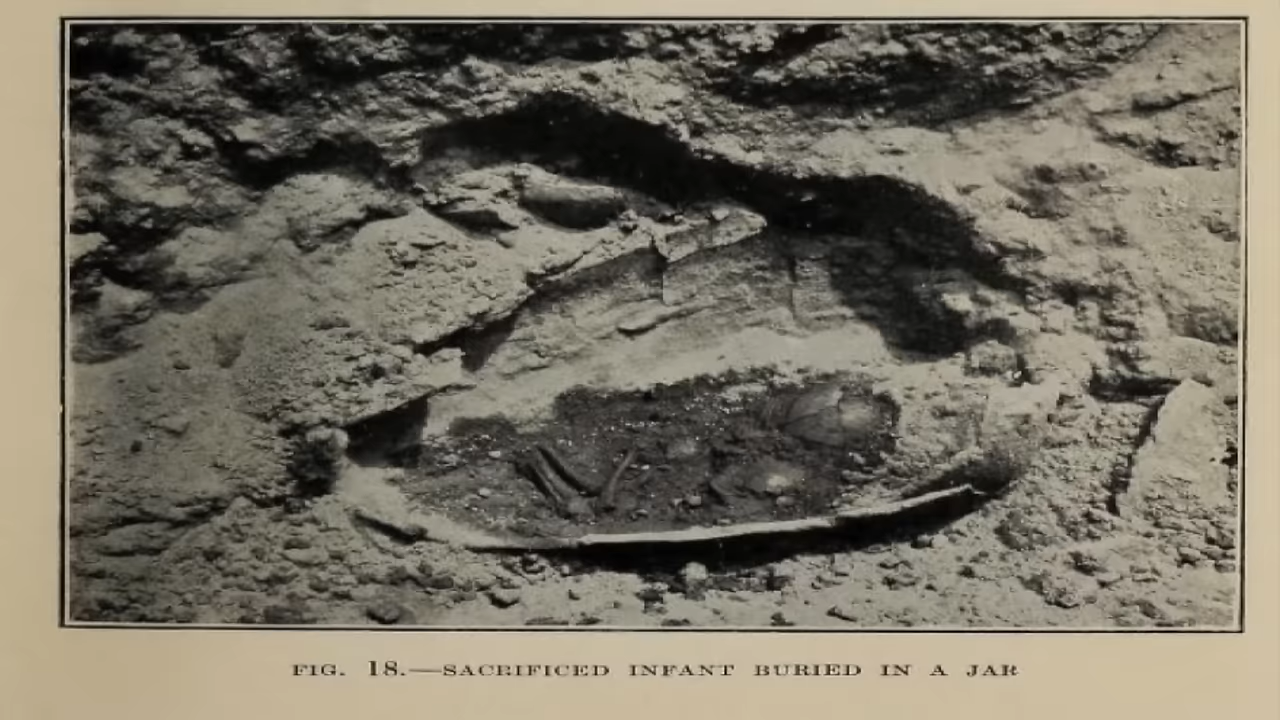 FIG. 18.—SACRIFICED INFANT BURIED IN A JAR